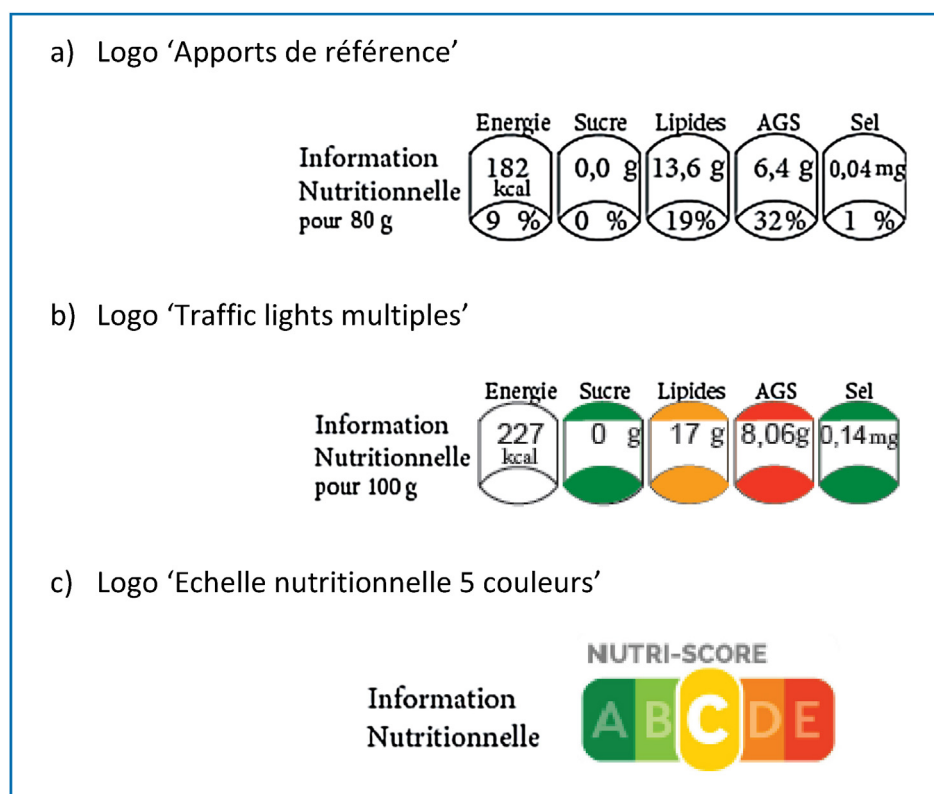 a) Logo ‘Apports de référence’
Energie Sucre Lipides AGS Sel
Information
Nutritionnelle
pour 80 g
182
kcal
0,0 g
13,6 g
6,4 g
0,04 mg
9 % 0 % 19% 32% 1 %
b) Logo ‘Traffic lights multiples’
Energie Sucre Lipides AGS Sel
Information
Nutritionnelle
pour 100 g
227
kcal
0 g
17 g
8,06g
0,14 mg
c) Logo ‘Echelle nutritionnelle 5 couleurs’
NUTRI-SCORE
Information
Nutritionnelle
A B C D E